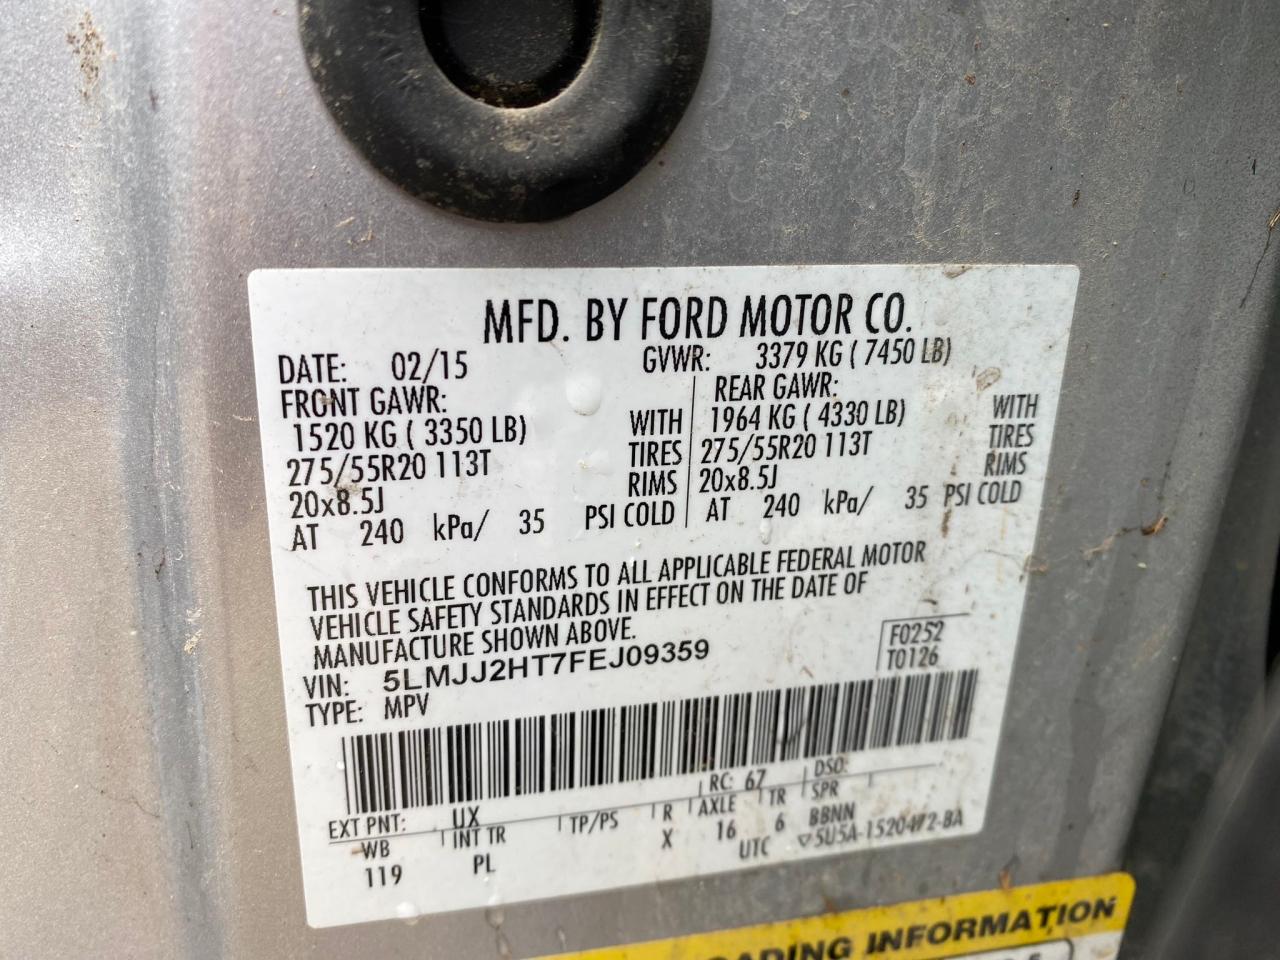 MFD. BY FORD MOTOR CO.
DATE: 02/15 GVWR: 3379 KG ( 7450 LB)
FRONT GAWR: REAR GAWR:
1520 KG ( 3350 LB) WITH 1964 KG ( 4330 LB) WITH
275/55R20 113T TIRES 275/55R20 113T TIRES
20x8.5J RIMS 20x8.5J RIMS
AT 240 kPa/ 35 PSI COLD AT 240 kPa/ 35 PSI COLD
THIS VEHICLE CONFORMS TO ALL APPLICABLE FEDERAL MOTOR
VEHICLE SAFETY STANDARDS IN EFFECT ON THE DATE OF
MANUFACTURE SHOWN ABOVE.
F0252
T0126
VIN: 5LMJJ2HT7FEJ09359
TYPE: MPV
EXT PNT: UX RC: 67 DSO:
WB INT TR TP/PS R AXLE TR SPR
119 PL X 16 6 BBNN
UTC ▽5U5A-1520472-BA
ADING INFORMATION